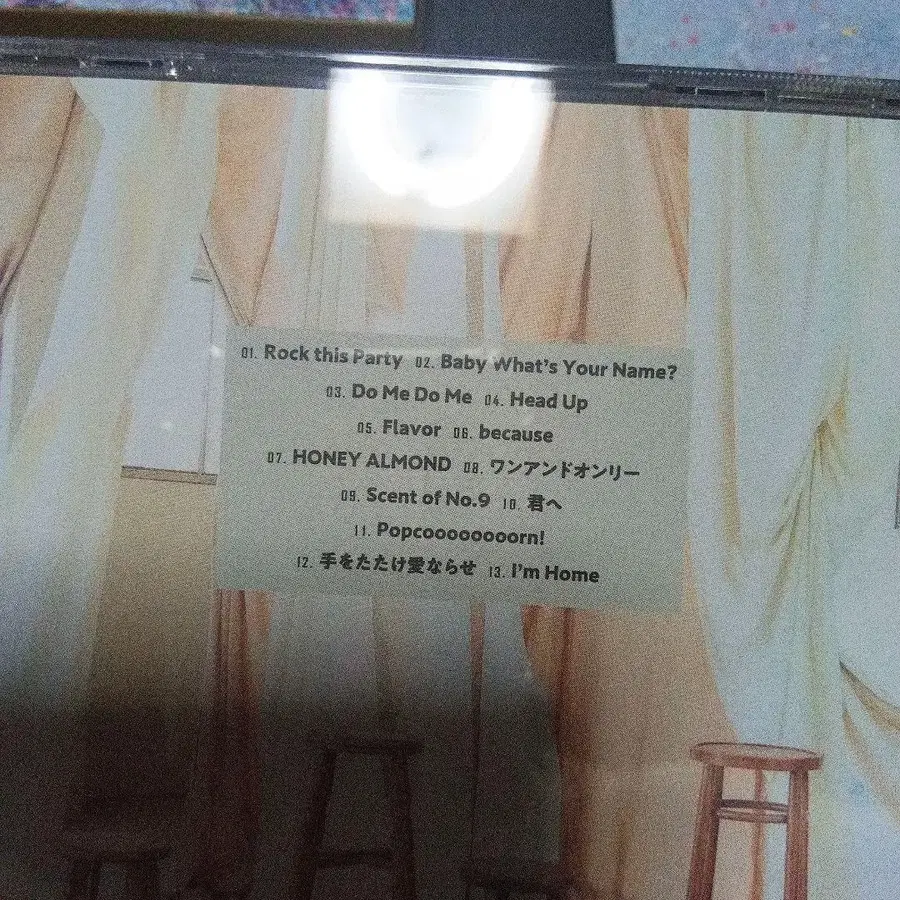 01. Rock this Party 02. Baby What's Your Name?
03. Do Me Do Me 04. Head Up
05. Flavor 06. because
07. HONEY ALMOND 08. ワンアンドオンリー
09. Scent of No.9 10. 君へ
11. Popcoooooooorn!
12. 手をたたけ愛ならせ 13. I'm Home